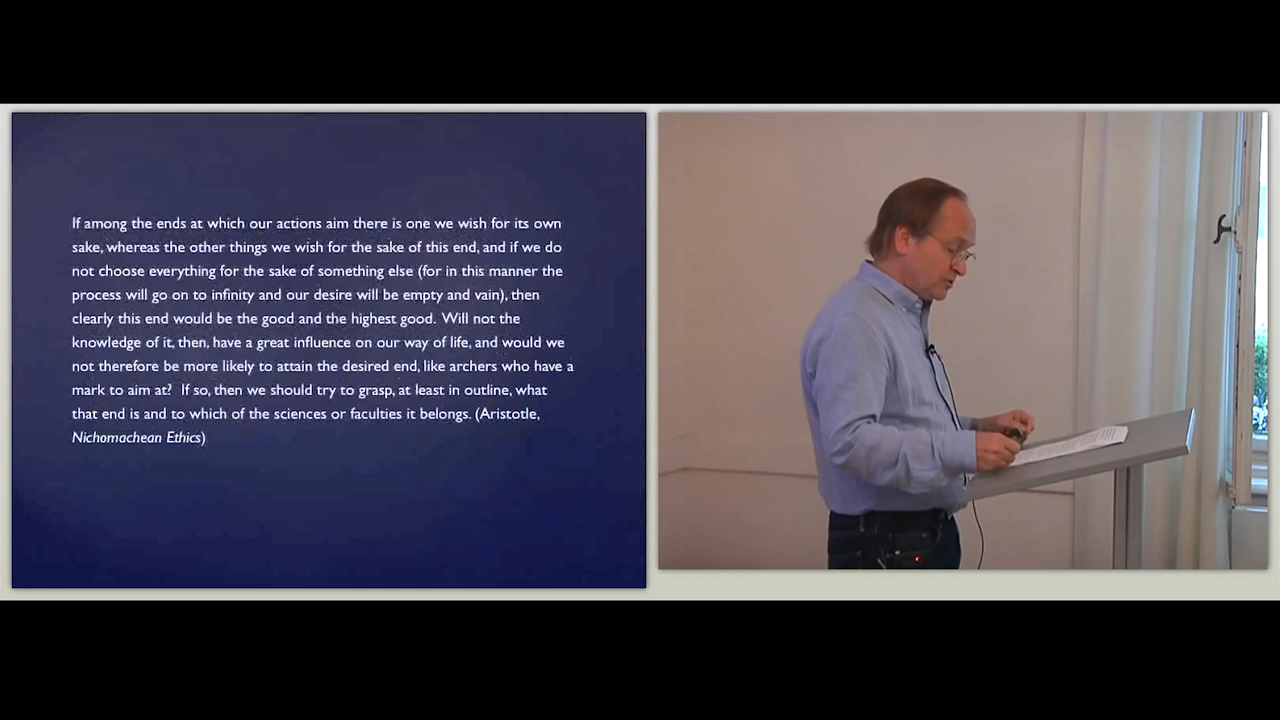 If among the ends at which our actions aim there is one we wish for its own
sake, whereas the other things we wish for the sake of this end, and if we do
not choose everything for the sake of something else (for in this manner the
process will go on to infinity and our desire will be empty and vain), then
clearly this end would be the good and the highest good. Will not the
knowledge of it, then, have a great influence on our way of life, and would we
not therefore be more likely to attain the desired end, like archers who have a
mark to aim at? If so, then we should try to grasp, at least in outline, what
that end is and to which of the sciences or faculties it belongs. (Aristotle,
Nichomachean Ethics)